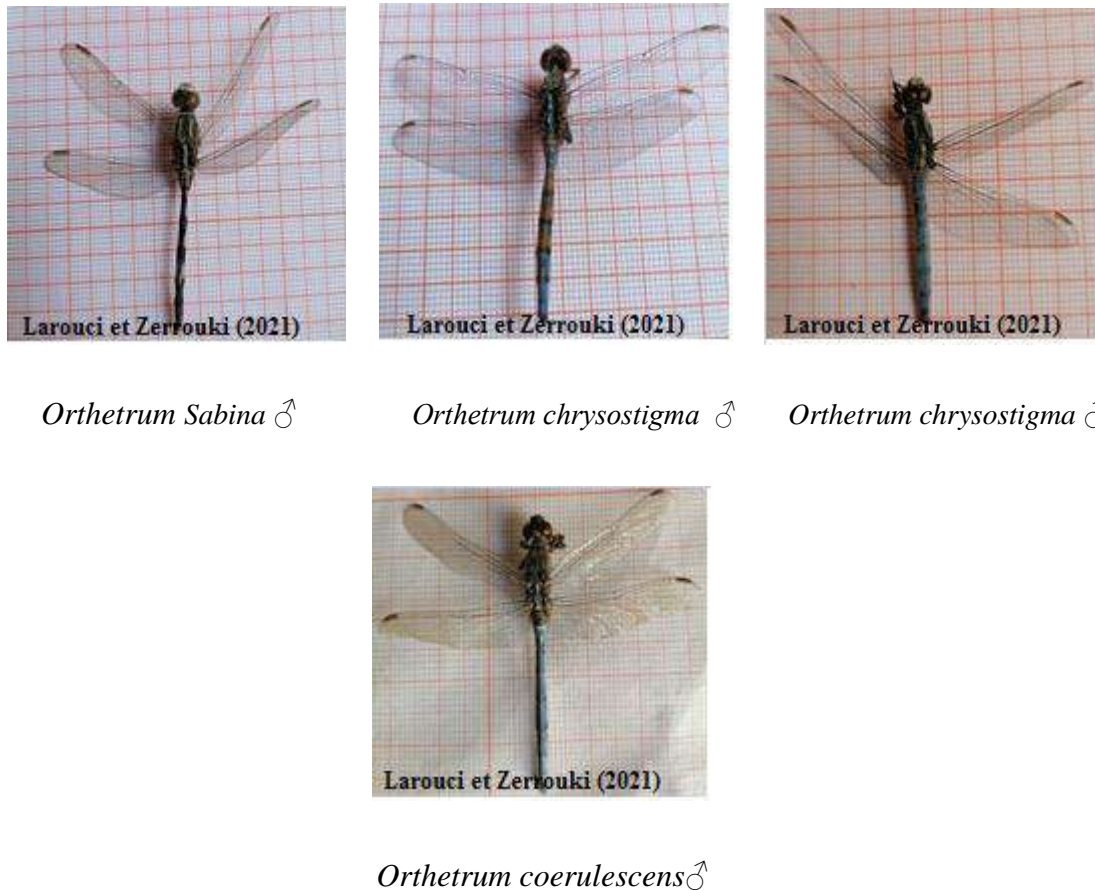 Larouci et Zerrouki (2021)
Larouci et Zerrouki (2021)
Larouci et Zerrouki (2021)
Orthetrum Sabina ♂
Orthetrum chrysostigma ♂
Orthetrum chrysostigma ♂
Larouci et Zerrouki (2021)
Orthetrum coerulescens♂